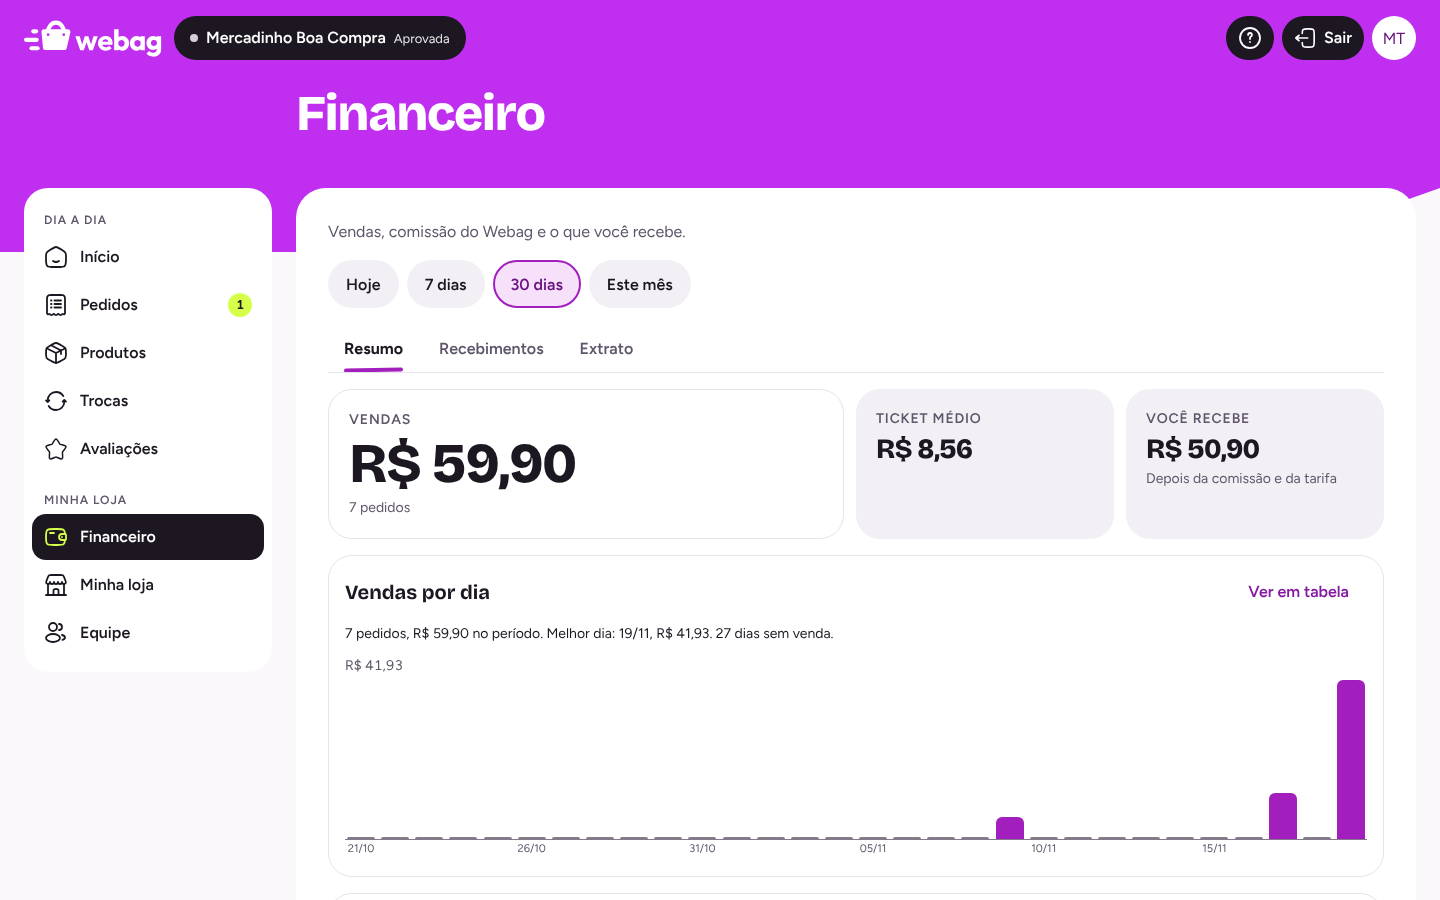 webag
Mercadinho Boa Compra Aprovada
Sair
MT
Financeiro
DIA A DIA
Início
Pedidos 1
Produtos
Trocas
Avaliações
MINHA LOJA
Financeiro
Minha loja
Equipe
Vendas, comissão do Webag e o que você recebe.
Hoje 7 dias 30 dias Este mês
Resumo Recebimentos Extrato
VENDAS
R$ 59,90
7 pedidos
TICKET MÉDIO
R$ 8,56
VOCÊ RECEBE
R$ 50,90
Depois da comissão e da tarifa
Vendas por dia
Ver em tabela
7 pedidos, R$ 59,90 no período. Melhor dia: 19/11, R$ 41,93. 27 dias sem venda.
R$ 41,93
21/10 26/10 31/10 05/11 10/11 15/11